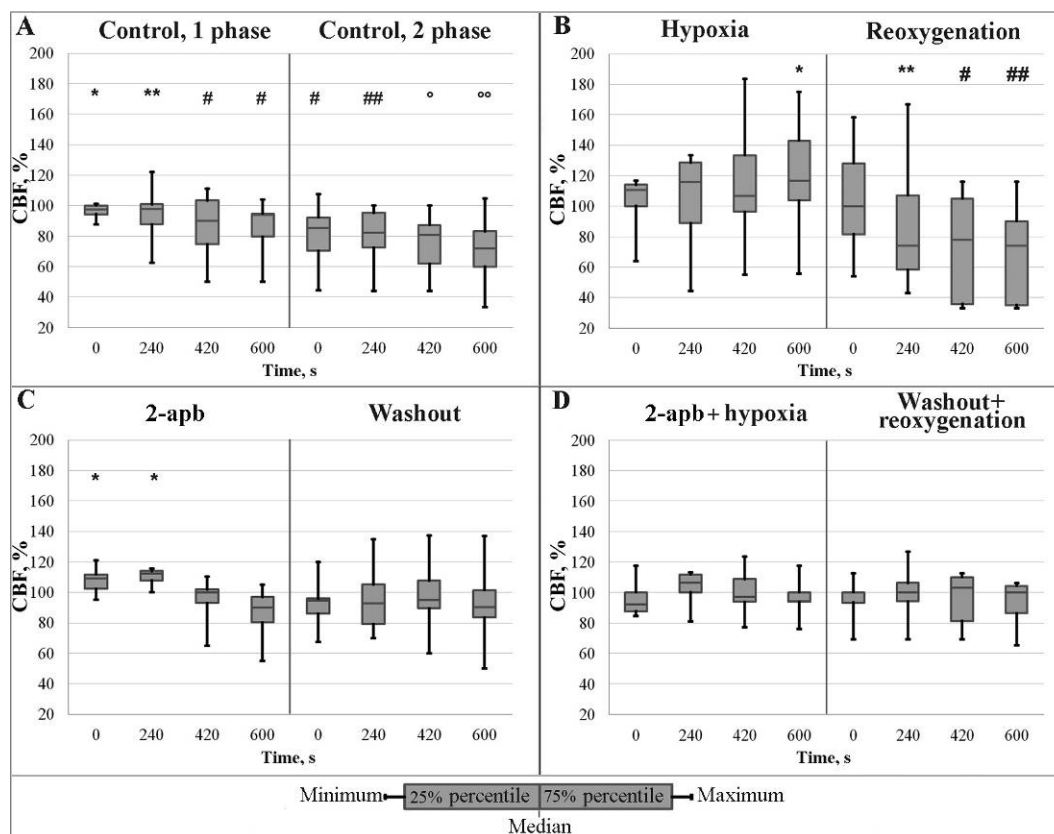 A
Control, 1 phase Control, 2 phase
CBF, %
200
180
160
140
120
100
80
60
40
20
* ** # # # ## ° °°
0 240 420 600 0 240 420 600
Time, s Time, s
B
Hypoxia Reoxygenation
CBF, %
200
180
160
140
120
100
80
60
40
20
* ** # ##
0 240 420 600 0 240 420 600
Time, s Time, s
C
2-apb Washout
CBF, %
200
180
160
140
120
100
80
60
40
20
* *
0 240 420 600 0 240 420 600
Time, s Time, s
D
2-apb + hypoxia
Washout+
reoxygenation
CBF, %
200
180
160
140
120
100
80
60
40
20
0 240 420 600 0 240 420 600
Time, s Time, s
Minimum 25% percentile 75% percentile Maximum
Median